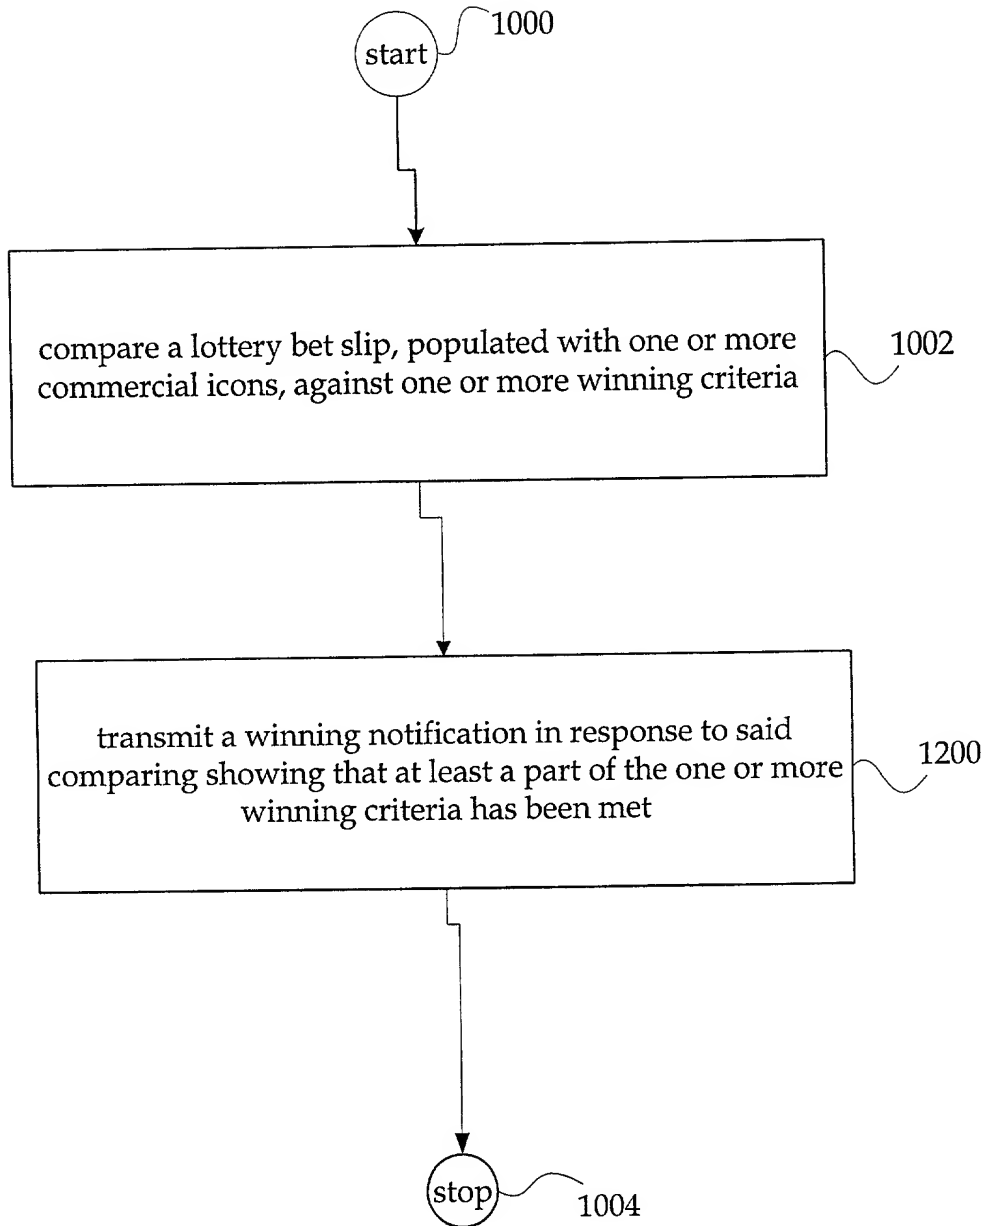 start
1000
compare a lottery bet slip, populated with one or more
commercial icons, against one or more winning criteria
1002
transmit a winning notification in response to said
comparing showing that at least a part of the one or more
winning criteria has been met
1200
stop
1004